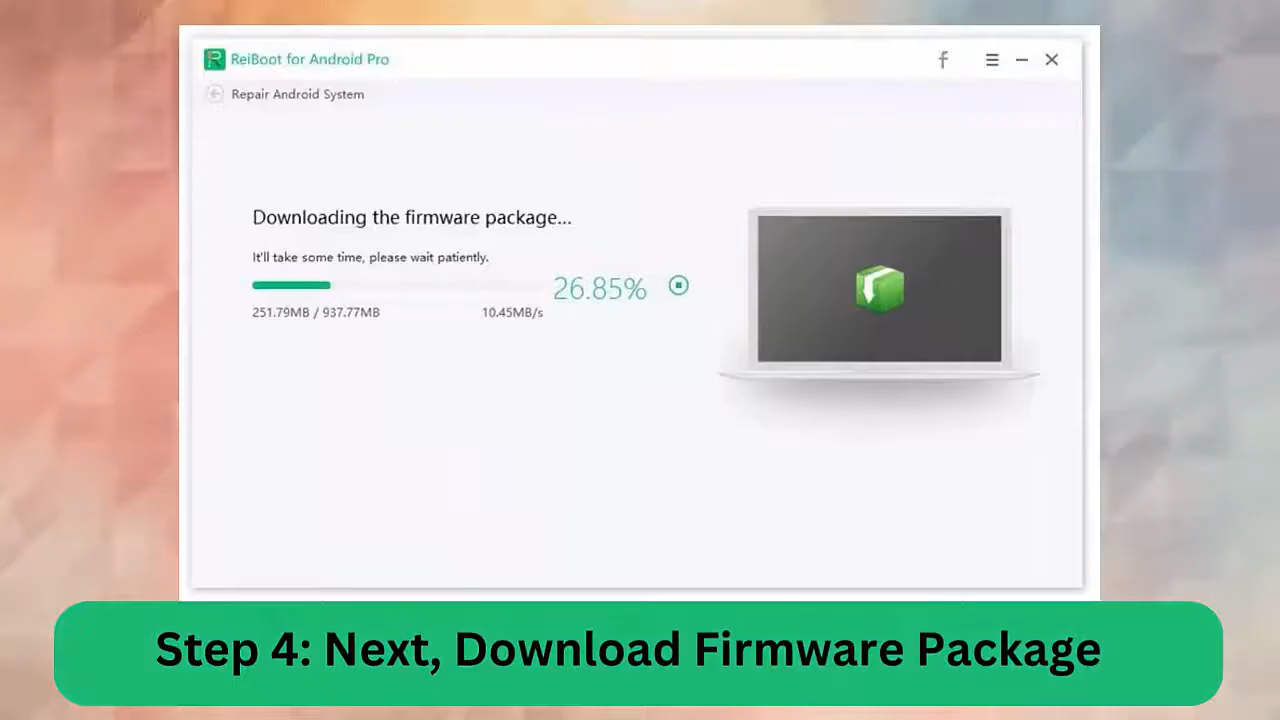 ReiBoot for Android Pro
Repair Android System
Downloading the firmware package...
It'll take some time, please wait patiently.
26.85%
251.79MB / 937.77MB 10.45MB/s
Step 4: Next, Download Firmware Package